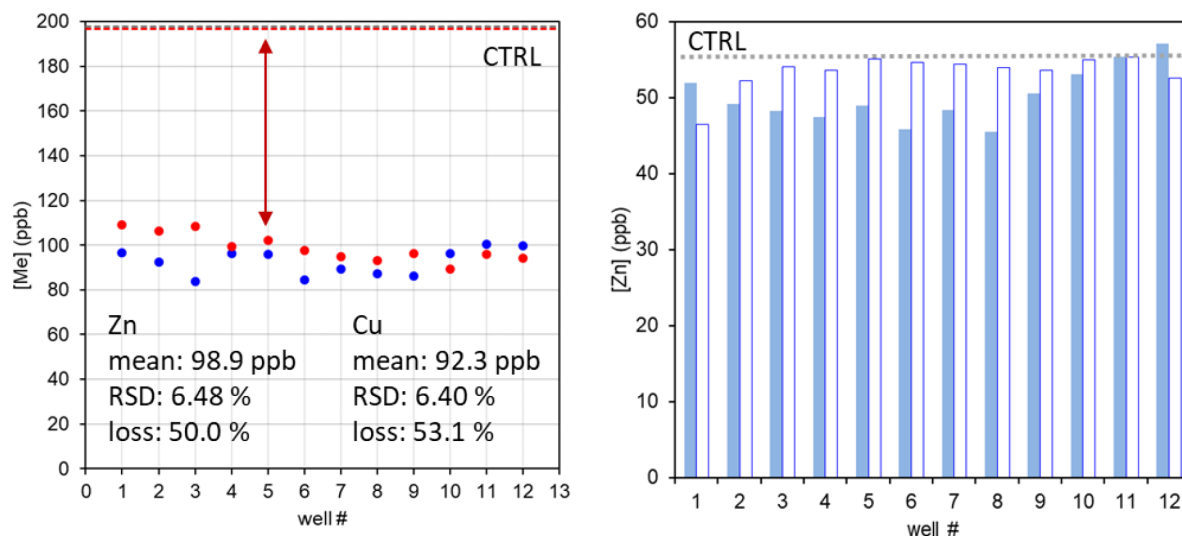 200
180
160
140
120
100
80
60
40
20
0
[Me] (ppb)
CTRL
Zn
mean: 98.9 ppb
RSD: 6.48 %
loss: 50.0 %
Cu
mean: 92.3 ppb
RSD: 6.40 %
loss: 53.1 %
0 1 2 3 4 5 6 7 8 9 10 11 12 13
well #
60
50
40
30
20
10
0
[Zn] (ppb)
CTRL
1 2 3 4 5 6 7 8 9 10 11 12
well #